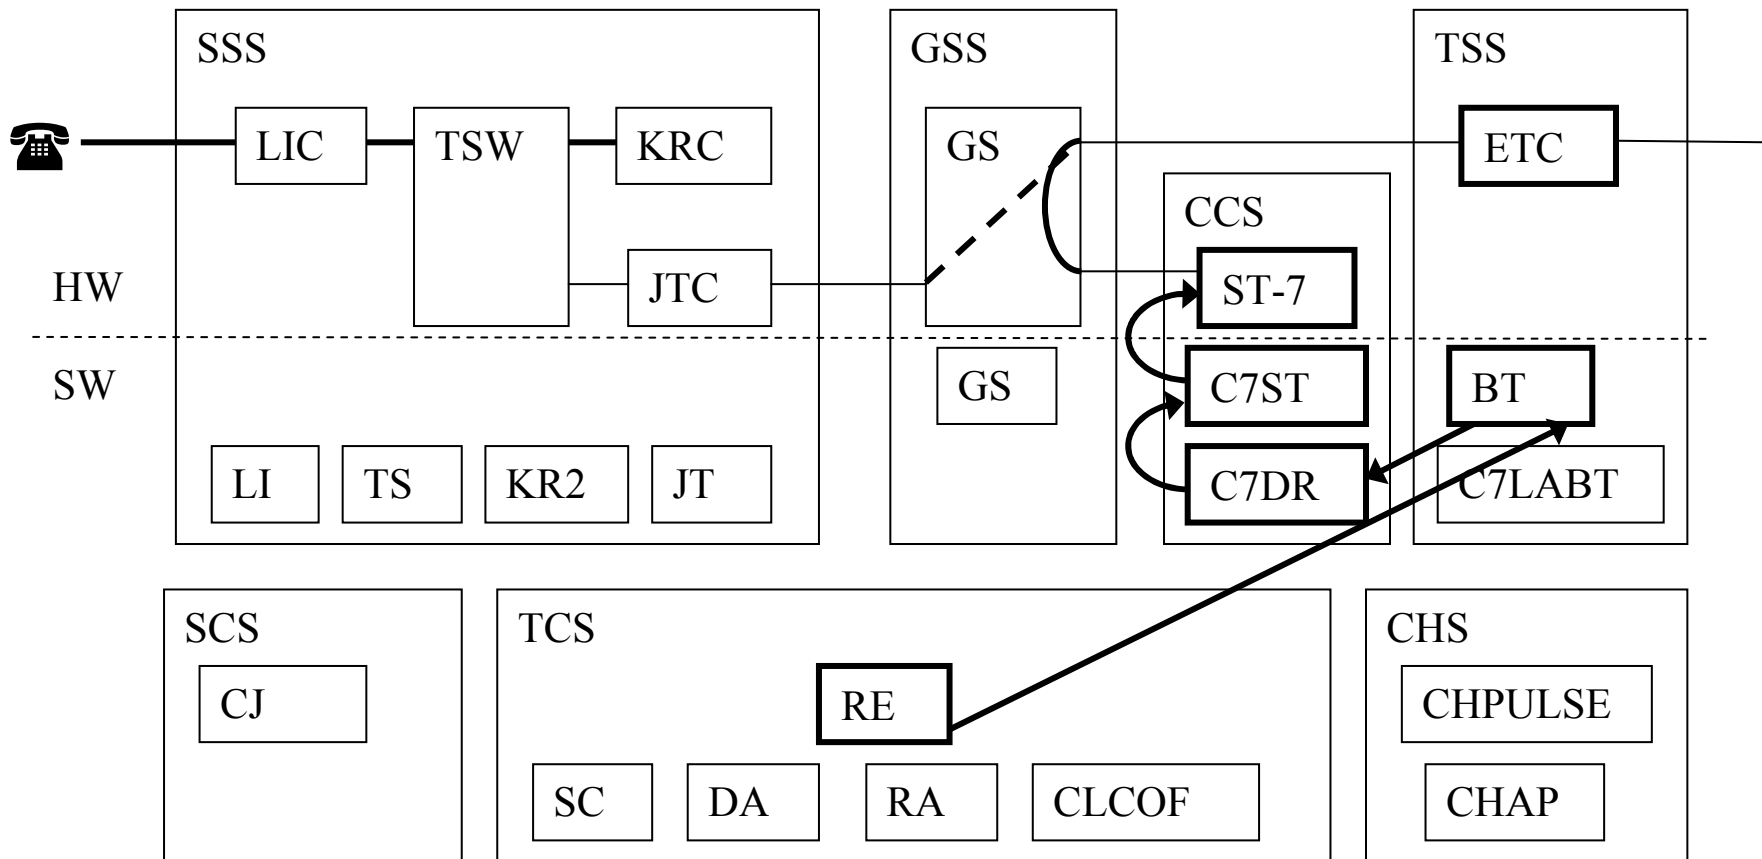 SSS
GSS
TSS
LIC
TSW
KRC
GS
ETC
CCS
HW
JTC
ST-7
SW
GS
C7ST
BT
LI
TS
KR2
JT
C7DR
C7LABT
SCS
TCS
CHS
CJ
RE
CHPULSE
SC
DA
RA
CLCOF
CHAP